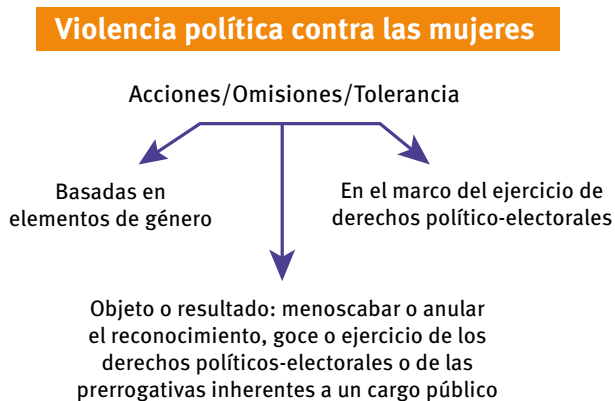 Violencia política contra las mujeres
Acciones/Omisiones/Tolerancia
Basadas en
elementos de género
En el marco del ejercicio de
derechos político-electorales
Objeto o resultado: menoscabar o anular
el reconocimiento, goce o ejercicio de los
derechos políticos-electorales o de las
prerrogativas inherentes a un cargo público